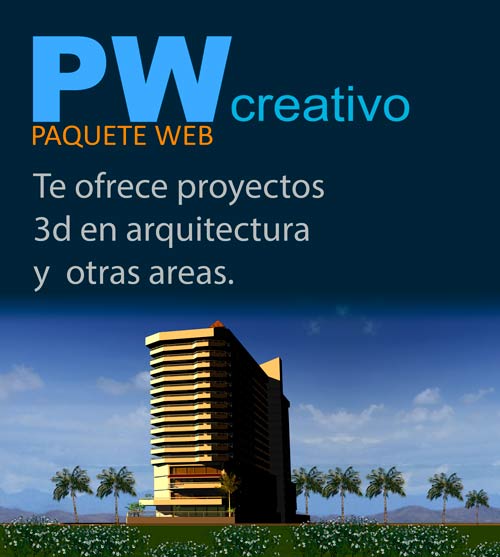 PW creativo
PAQUETE WEB
Te ofrece proyectos
3d en arquitectura
y otras areas.